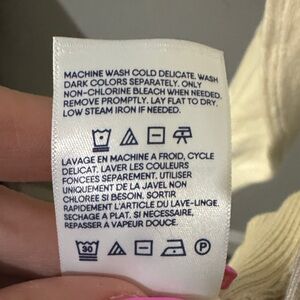 MACHINE WASH COLD DELICATE. WASH
DARK COLORS SEPARATELY. ONLY
NON-CHLORINE BLEACH WHEN NEEDED.
REMOVE PROMPTLY. LAY FLAT TO DRY.
LOW STEAM IRON IF NEEDED.
LAVAGE EN MACHINE A FROID, CYCLE
DELICAT. LAVER LES COULEURS
FONCEES SEPAREMENT. UTILISER
UNIQUEMENT DE LA JAVEL NON
CHLOREE SI BESOIN. SORTIR
RAPIDEMENT L'ARTICLE DU LAVE-LINGE.
SECHAGE A PLAT. SI NECESSAIRE,
REPASSER A VAPEUR DOUCE.
30 P